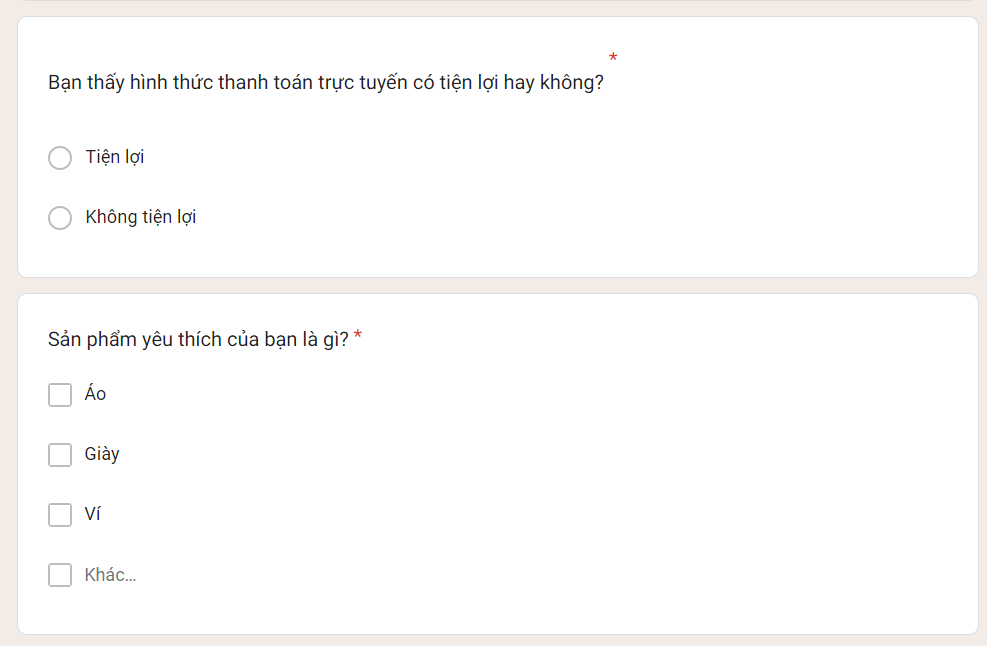 Bạn thấy hình thức thanh toán trực tuyến có tiện lợi hay không? *
Tiện lợi
Không tiện lợi
Sản phẩm yêu thích của bạn là gì? *
Áo
Giày
Ví
Khác...